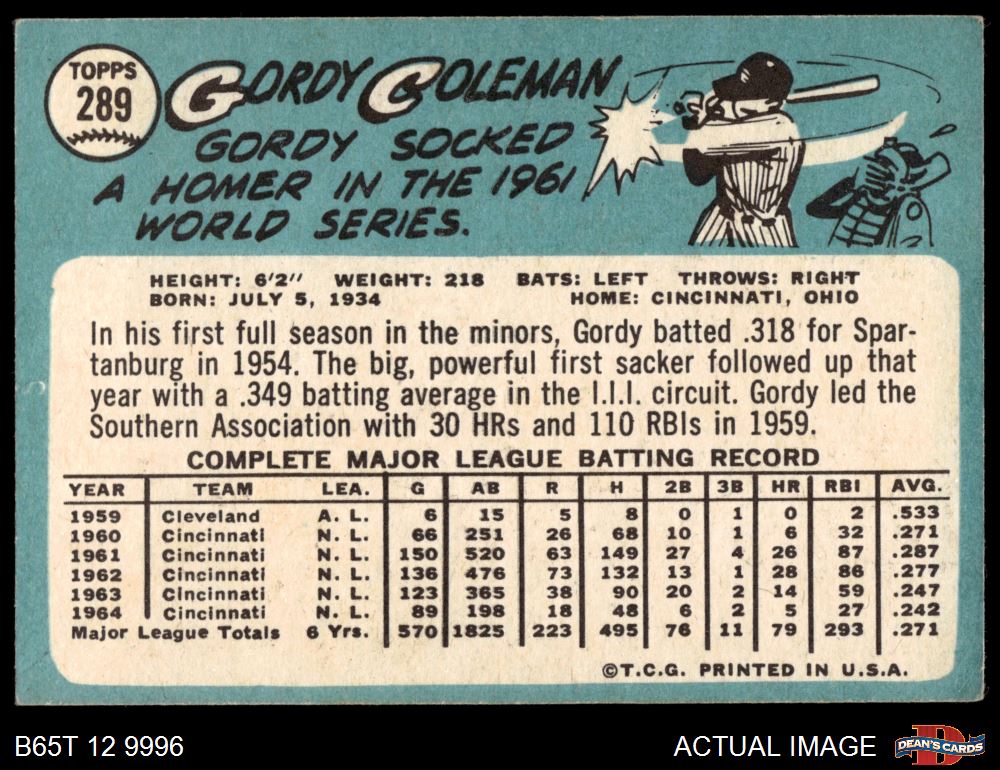 TOPPS
289
GORDY COLEMAN
GORDY SOCKED
A HOMER IN THE 1961
WORLD SERIES.
HEIGHT: 6'2" WEIGHT: 218 BATS: LEFT THROWS: RIGHT
BORN: JULY 5, 1934 HOME: CINCINNATI, OHIO
In his first full season in the minors, Gordy batted .318 for Spar-
tanburg in 1954. The big, powerful first sacker followed up that
year with a .349 batting average in the I.I.I. circuit. Gordy led the
Southern Association with 30 HRs and 110 RBIs in 1959.
COMPLETE MAJOR LEAGUE BATTING RECORD
YEAR TEAM LEA. G AB R H 2B 3B HR RBI AVG.
1959 Cleveland A. L. 6 15 5 8 0 1 0 2 .533
1960 Cincinnati N. L. 66 251 26 68 10 1 6 32 .271
1961 Cincinnati N. L. 150 520 63 149 27 4 26 87 .287
1962 Cincinnati N. L. 136 476 73 132 13 1 28 86 .277
1963 Cincinnati N. L. 123 365 38 90 20 2 14 59 .247
1964 Cincinnati N. L. 89 198 18 48 6 2 5 27 .242
Major League Totals 6 Yrs. 570 1825 223 495 76 11 79 293 .271
©T.C.G. PRINTED IN U.S.A.
B65T 12 9996
ACTUAL IMAGE
DEAN'S CARDS